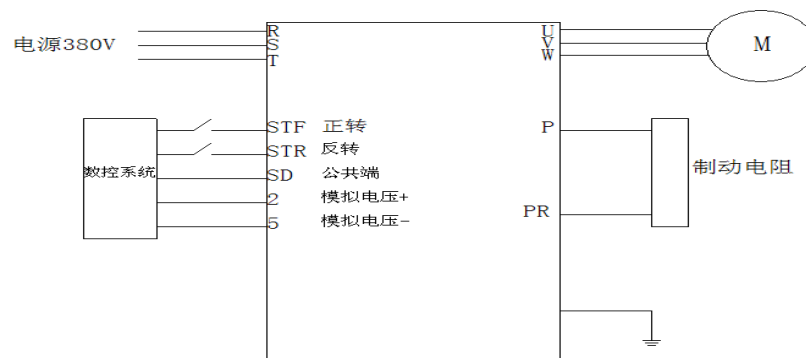 电源380V
R
S
T
U
V
W
M
数控系统
STF 正转
STR 反转
SD 公共端
2 模拟电压+
5 模拟电压-
P
PR
制动电阻